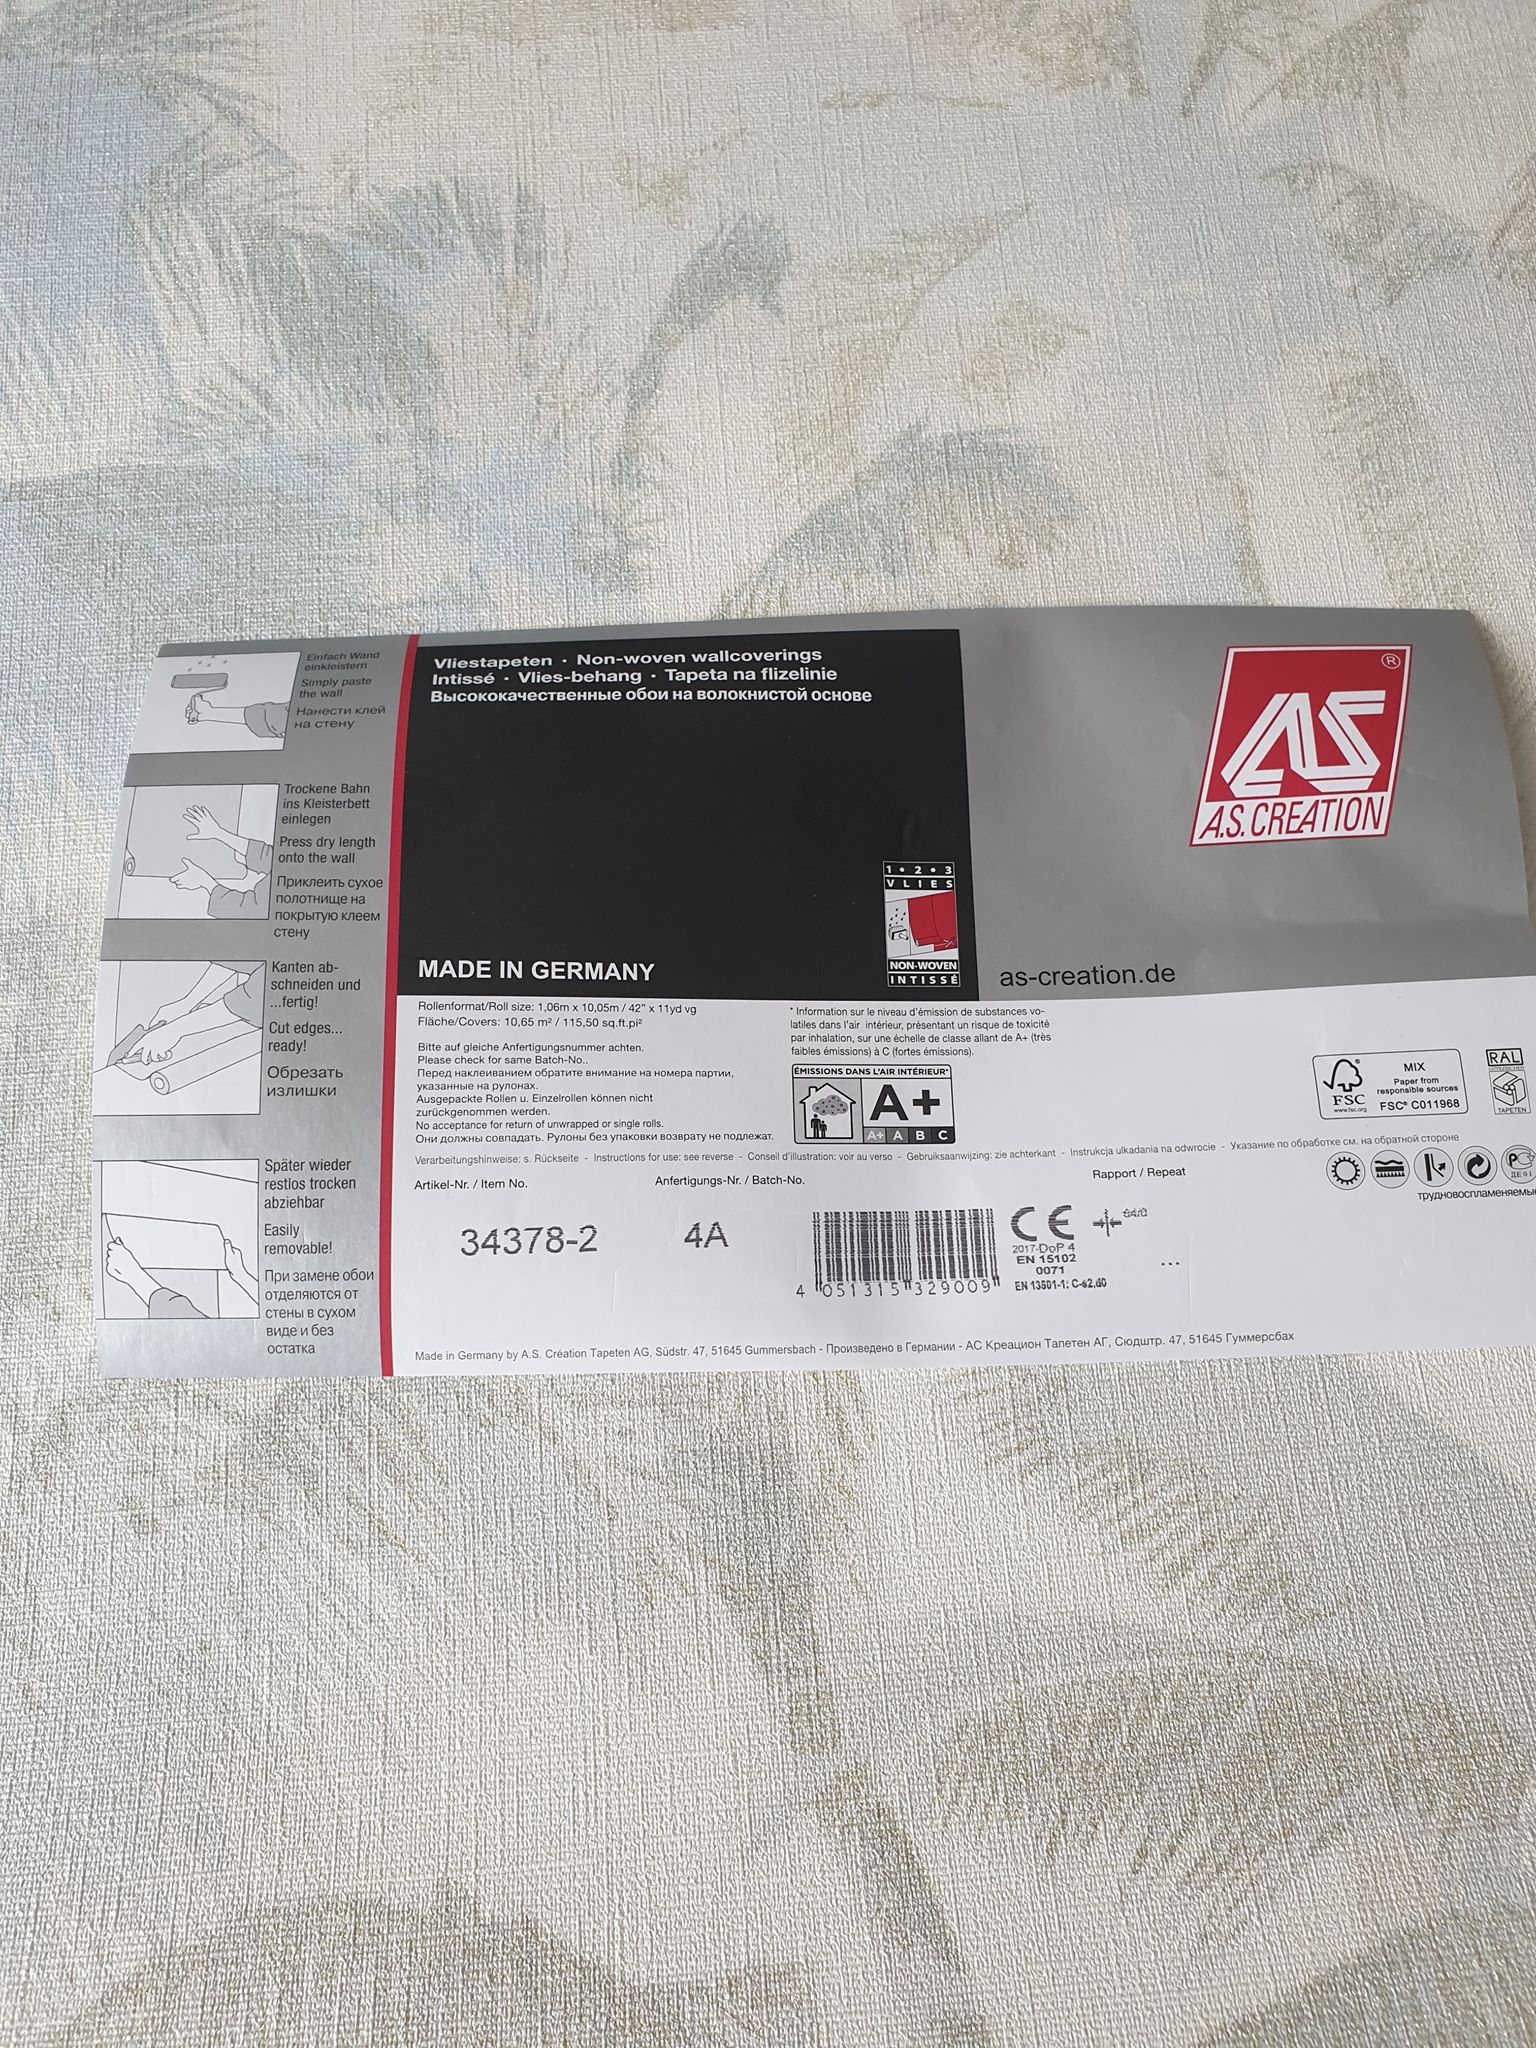 Einfach Wand
einkleistern
Simply paste
the wall
Нанести клей
на стену
Trockene Bahn
ins Kleisterbett
einlegen
Press dry length
onto the wall
Приклеить сухое
полотнище на
покрытую клеем
стену
Kanten ab-
schneiden und
...fertig!
Cut edges...
ready!
Обрезать
излишки
Später wieder
restlos trocken
abziehbar
Easily
removable!
При замене обои
отделяются от
стены в сухом
виде и без
остатка
Vliestapeten · Non-woven wallcoverings
Intissé · Vlies-behang · Tapeta na flizelinie
Высококачественные обои на волокнистой основе
1 • 2 • 3
VLIES
NON-WOVEN
INTISSÉ
MADE IN GERMANY
AS
®
A.S. CREATION
as-creation.de
Rollenformat/Roll size: 1,06m x 10,05m / 42" x 11yd vg
Fläche/Covers: 10,65 m² / 115,50 sq.ft.pi²
Bitte auf gleiche Anfertigungsnummer achten.
Please check for same Batch-No..
Перед наклеиванием обратите внимание на номера партии,
указанные на рулонах.
Ausgepackte Rollen u. Einzelrollen können nicht
zurückgenommen werden.
No acceptance for return of unwrapped or single rolls.
Они должны совпадать. Рулоны без упаковки возврату не подлежат.
* Information sur le niveau d'émission de substances vo-
latiles dans l'air intérieur, présentant un risque de toxicité
par inhalation, sur une échelle de classe allant de A+ (très
faibles émissions) à C (fortes émissions).
ÉMISSIONS DANS L'AIR INTÉRIEUR*
A+
A+ A B C
FSC
www.fsc.org
MIX
Paper from
responsible sources
FSC® C011968
RAL
TAPETEN
Verarbeitungshinweise: s. Rückseite - Instructions for use: see reverse - Conseil d'illustration: voir au verso - Gebruiksaanwijzing: zie achterkant - Instrukcja ulkadania na odwrocie - Указание по обработке см. на обратной стороне
Artikel-Nr. / Item No.
Anfertigungs-Nr. / Batch-No.
Rapport / Repeat
трудновоспламеняемые
34378-2
4A
4 051315 329009
CE
2017-DoP 4
EN 15102
0071
EN 13501-1: C-s2,d0
64/0
...
Made in Germany by A.S. Création Tapeten AG, Südstr. 47, 51645 Gummersbach - Произведено в Германии - АС Креацион Тапетен АГ, Сюдштр. 47, 51645 Гуммерсбах